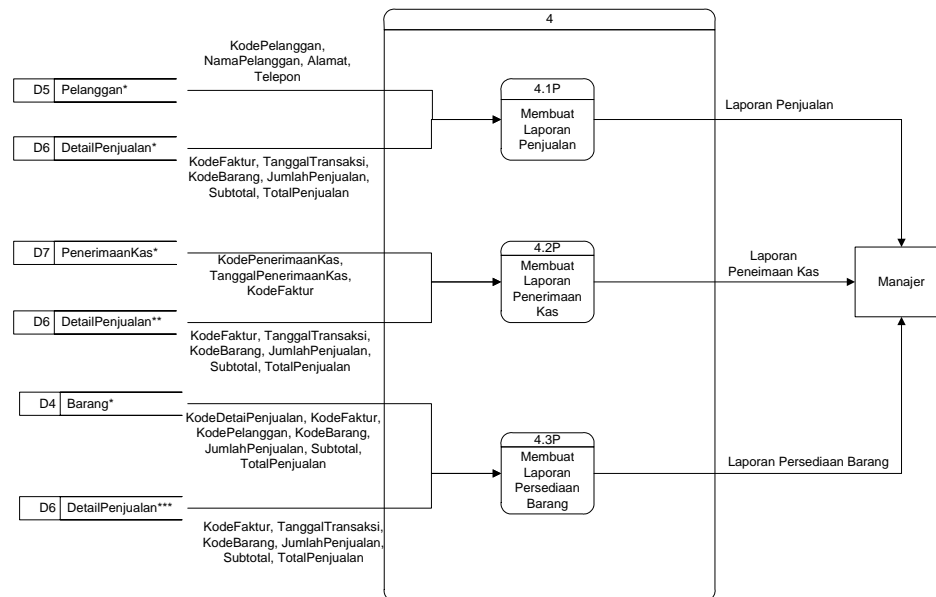 4
KodePelanggan,
NamaPelanggan, Alamat,
Telepon
D5 Pelanggan*
4.1P
Membuat
Laporan
Penjualan
Laporan Penjualan
D6 DetailPenjualan*
KodeFaktur, TanggalTransaksi,
KodeBarang, JumlahPenjualan,
Subtotal, TotalPenjualan
D7 PenerimaanKas*
KodePenerimaanKas,
TanggalPenerimaanKas,
KodeFaktur
4.2P
Membuat
Laporan
Penerimaan
Kas
Laporan
Peneimaan Kas
Manajer
D6 DetailPenjualan**
KodeFaktur, TanggalTransaksi,
KodeBarang, JumlahPenjualan,
Subtotal, TotalPenjualan
D4 Barang*
KodeDetaiPenjualan, KodeFaktur,
KodePelanggan, KodeBarang,
JumlahPenjualan, Subtotal,
TotalPenjualan
4.3P
Membuat
Laporan
Persediaan
Barang
Laporan Persediaan Barang
D6 DetailPenjualan***
KodeFaktur, TanggalTransaksi,
KodeBarang, JumlahPenjualan,
Subtotal, TotalPenjualan